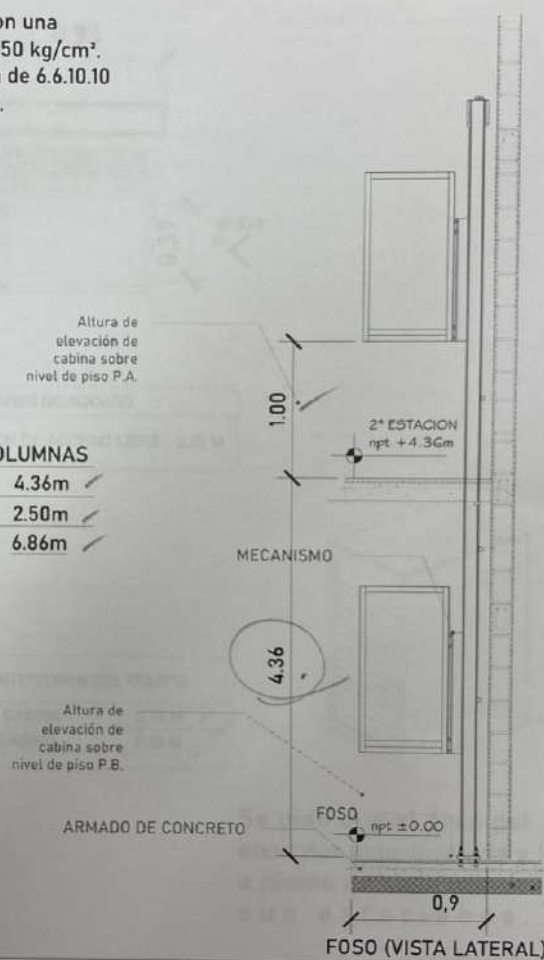 on una
50 kg/cm².
de 6.6.10.10
Altura de
elevación de
cabina sobre
nivel de piso P.A.
1.00
2ª ESTACION
npt +4.36m
OLUMNAS
4.36m
2.50m
6.86m
MECANISMO
4.36
Altura de
elevación de
cabina sobre
nivel de piso P.B.
FOSO
npt ±0.00
ARMADO DE CONCRETO
0,9
FOSO (VISTA LATERAL)